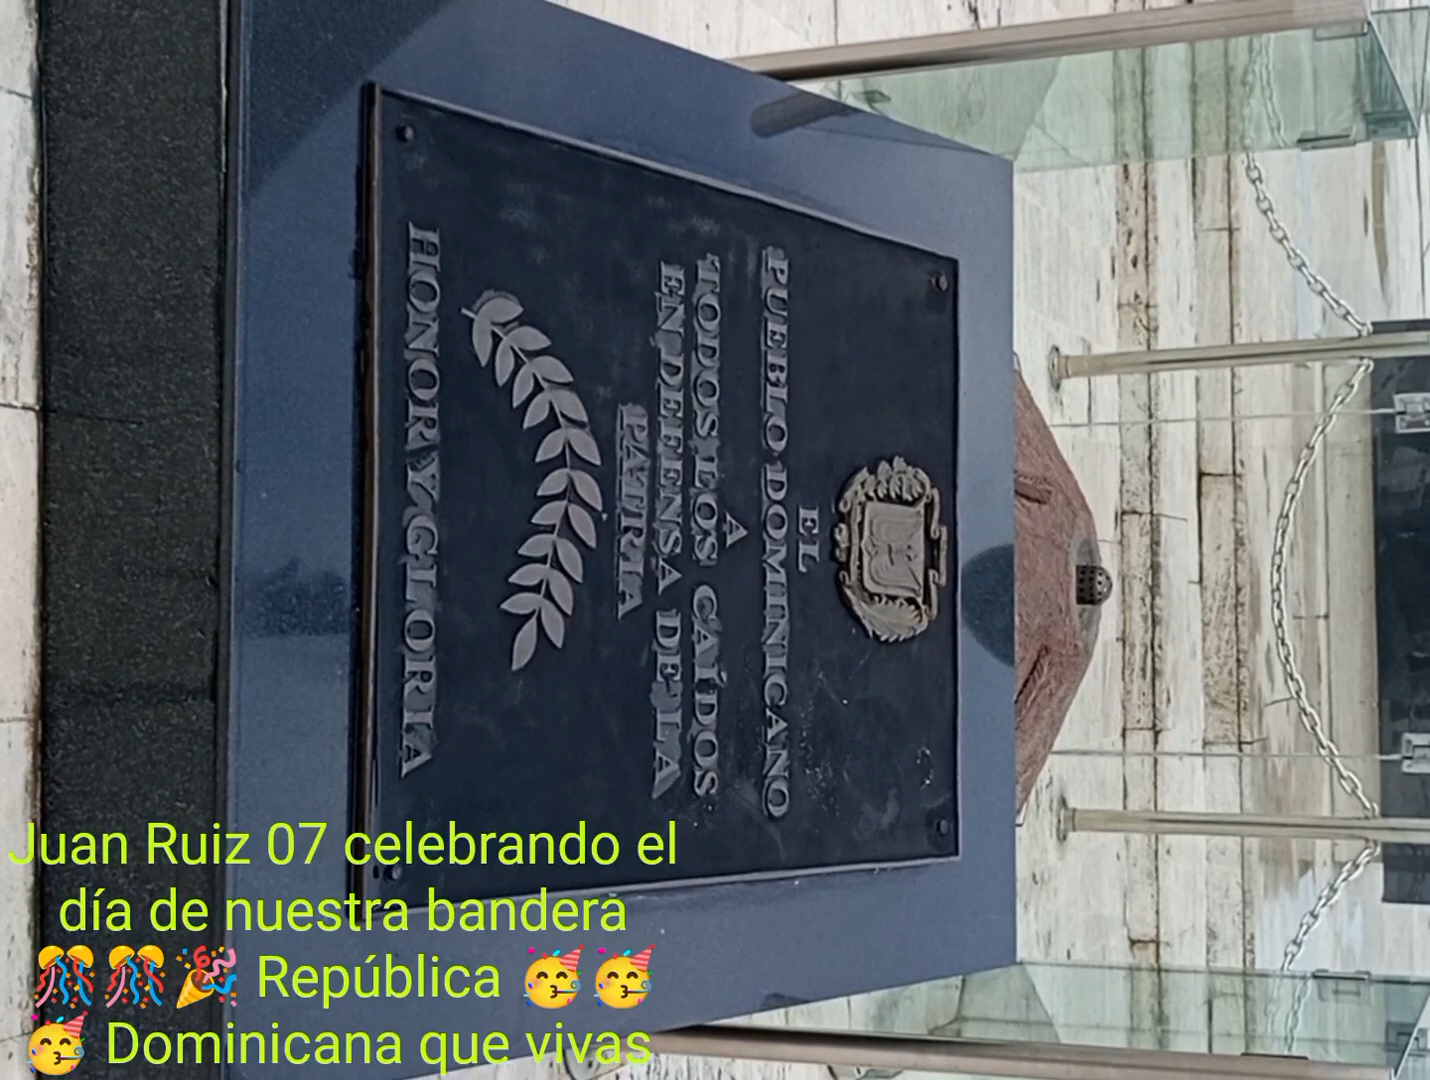 EL
PUEBLO DOMINICANO
A
TODOS LOS CAÍDOS
EN DEFENSA DE LA
PATRIA
HONOR Y GLORIA
Juan Ruiz 07 celebrando el
día de nuestra bandera
🎊🎊🎉 República 🥳🥳
🥳 Dominicana que vivas